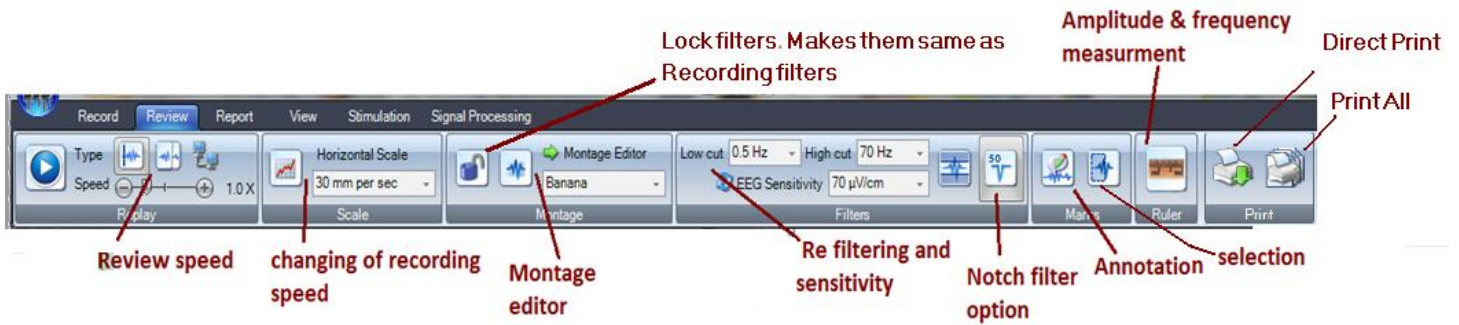 Amplitude & frequency
measurment
Lock filters. Makes them same as
Recording filters
Direct Print
Print All
Record Review Report View Stimulation Signal Processing
Type
Speed
1.0 X
Replay
Horizontal Scale
30 mm per sec
Scale
Montage Editor
Banana
Montage
Low cut 0.5 Hz High cut 70 Hz
EEG Sensitivity 70 µV/cm
Filters
50
Marks
Ruler
Print
Review speed
changing of recording
speed
Montage
editor
Re filtering and
sensitivity
Notch filter
option
Annotation
selection